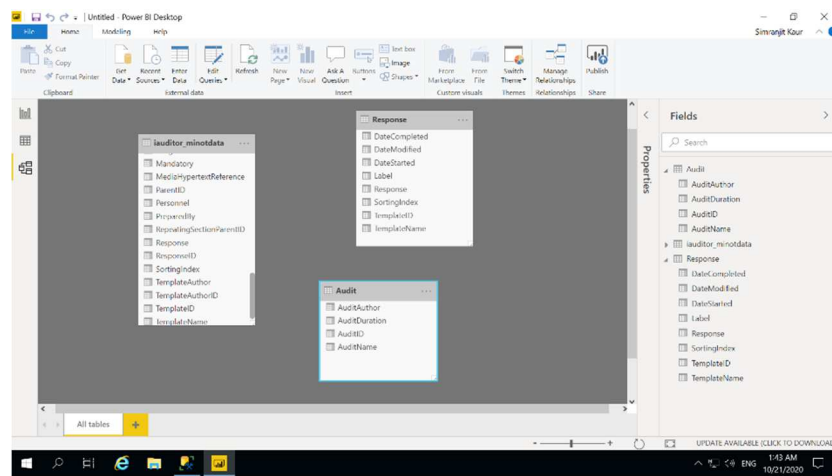 Untitled - Power BI Desktop
Simranjit Kaur
File Home Modeling Help
Paste
Cut
Copy
Format Painter
Clipboard
Get Data
Recent Sources
Enter Data
Edit Queries
Refresh
External data
New Page
New Visual
Ask A Question
Buttons
Text box
Image
Shapes
Insert
From Marketplace
From File
Custom visuals
Switch Theme
Themes
Manage Relationships
Relationships
Publish
Share
iauditor_minotdata
Mandatory
MediaHypertextReference
ParentID
Personnel
PreparedBy
RepeatingSectionParentID
Response
ResponseID
SortingIndex
TemplateAuthor
TemplateAuthorID
TemplateID
TemplateName
Response
DateCompleted
DateModified
DateStarted
Label
Response
SortingIndex
TemplateID
TemplateName
Audit
AuditAuthor
AuditDuration
AuditID
AuditName
Properties
Fields
Search
Audit
AuditAuthor
AuditDuration
AuditID
AuditName
iauditor_minotdata
Response
DateCompleted
DateModified
DateStarted
Label
Response
SortingIndex
TemplateID
TemplateName
All tables
UPDATE AVAILABLE (CLICK TO DOWNLOAD
ENG
1:43 AM
10/21/2020